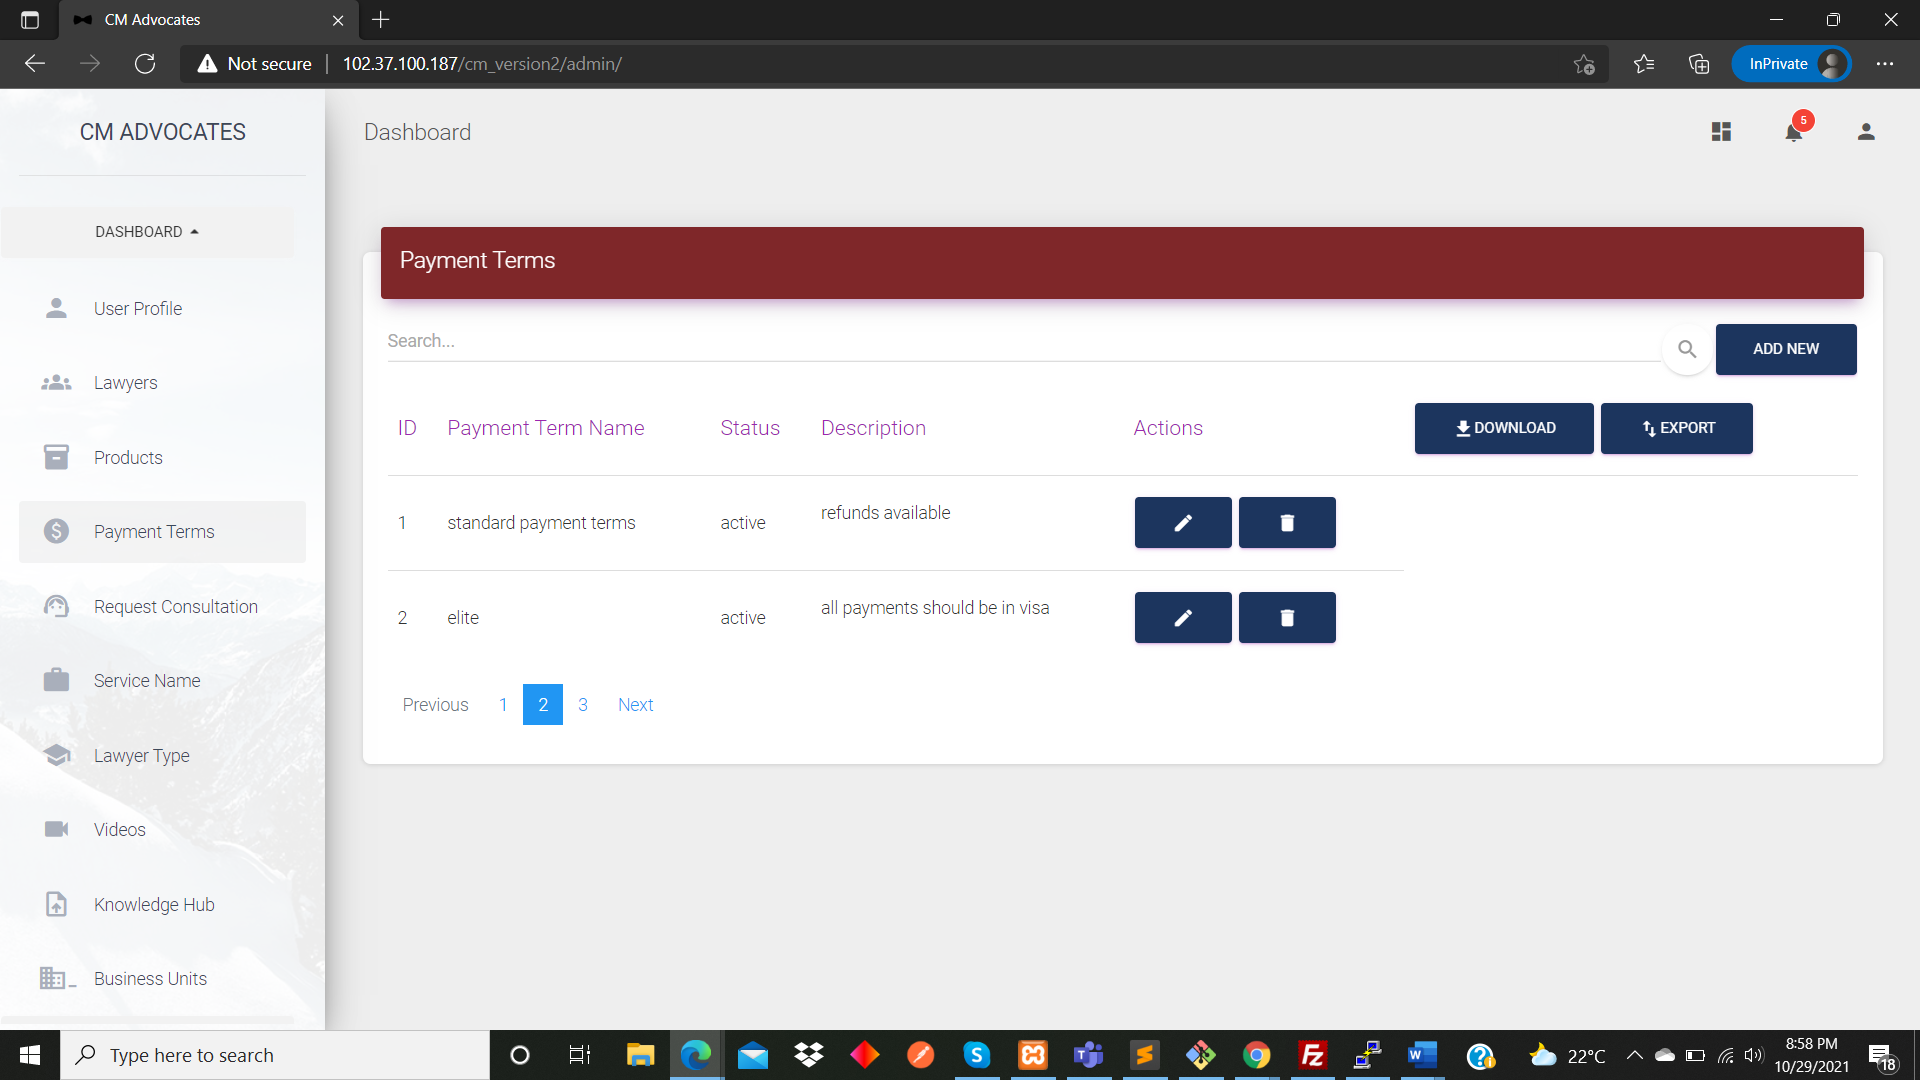 CM Advocates
Not secure
102.37.100.187/cm_version2/admin/
InPrivate
CM ADVOCATES
Dashboard
5
DASHBOARD
User Profile
Lawyers
Products
Payment Terms
Request Consultation
Service Name
Lawyer Type
Videos
Knowledge Hub
Business Units
Payment Terms
Search...
ADD NEW
ID Payment Term Name Status Description Actions
DOWNLOAD EXPORT
1 standard payment terms active refunds available
2 elite active all payments should be in visa
Previous 1 2 3 Next
Type here to search
22°C
8:58 PM
10/29/2021
18